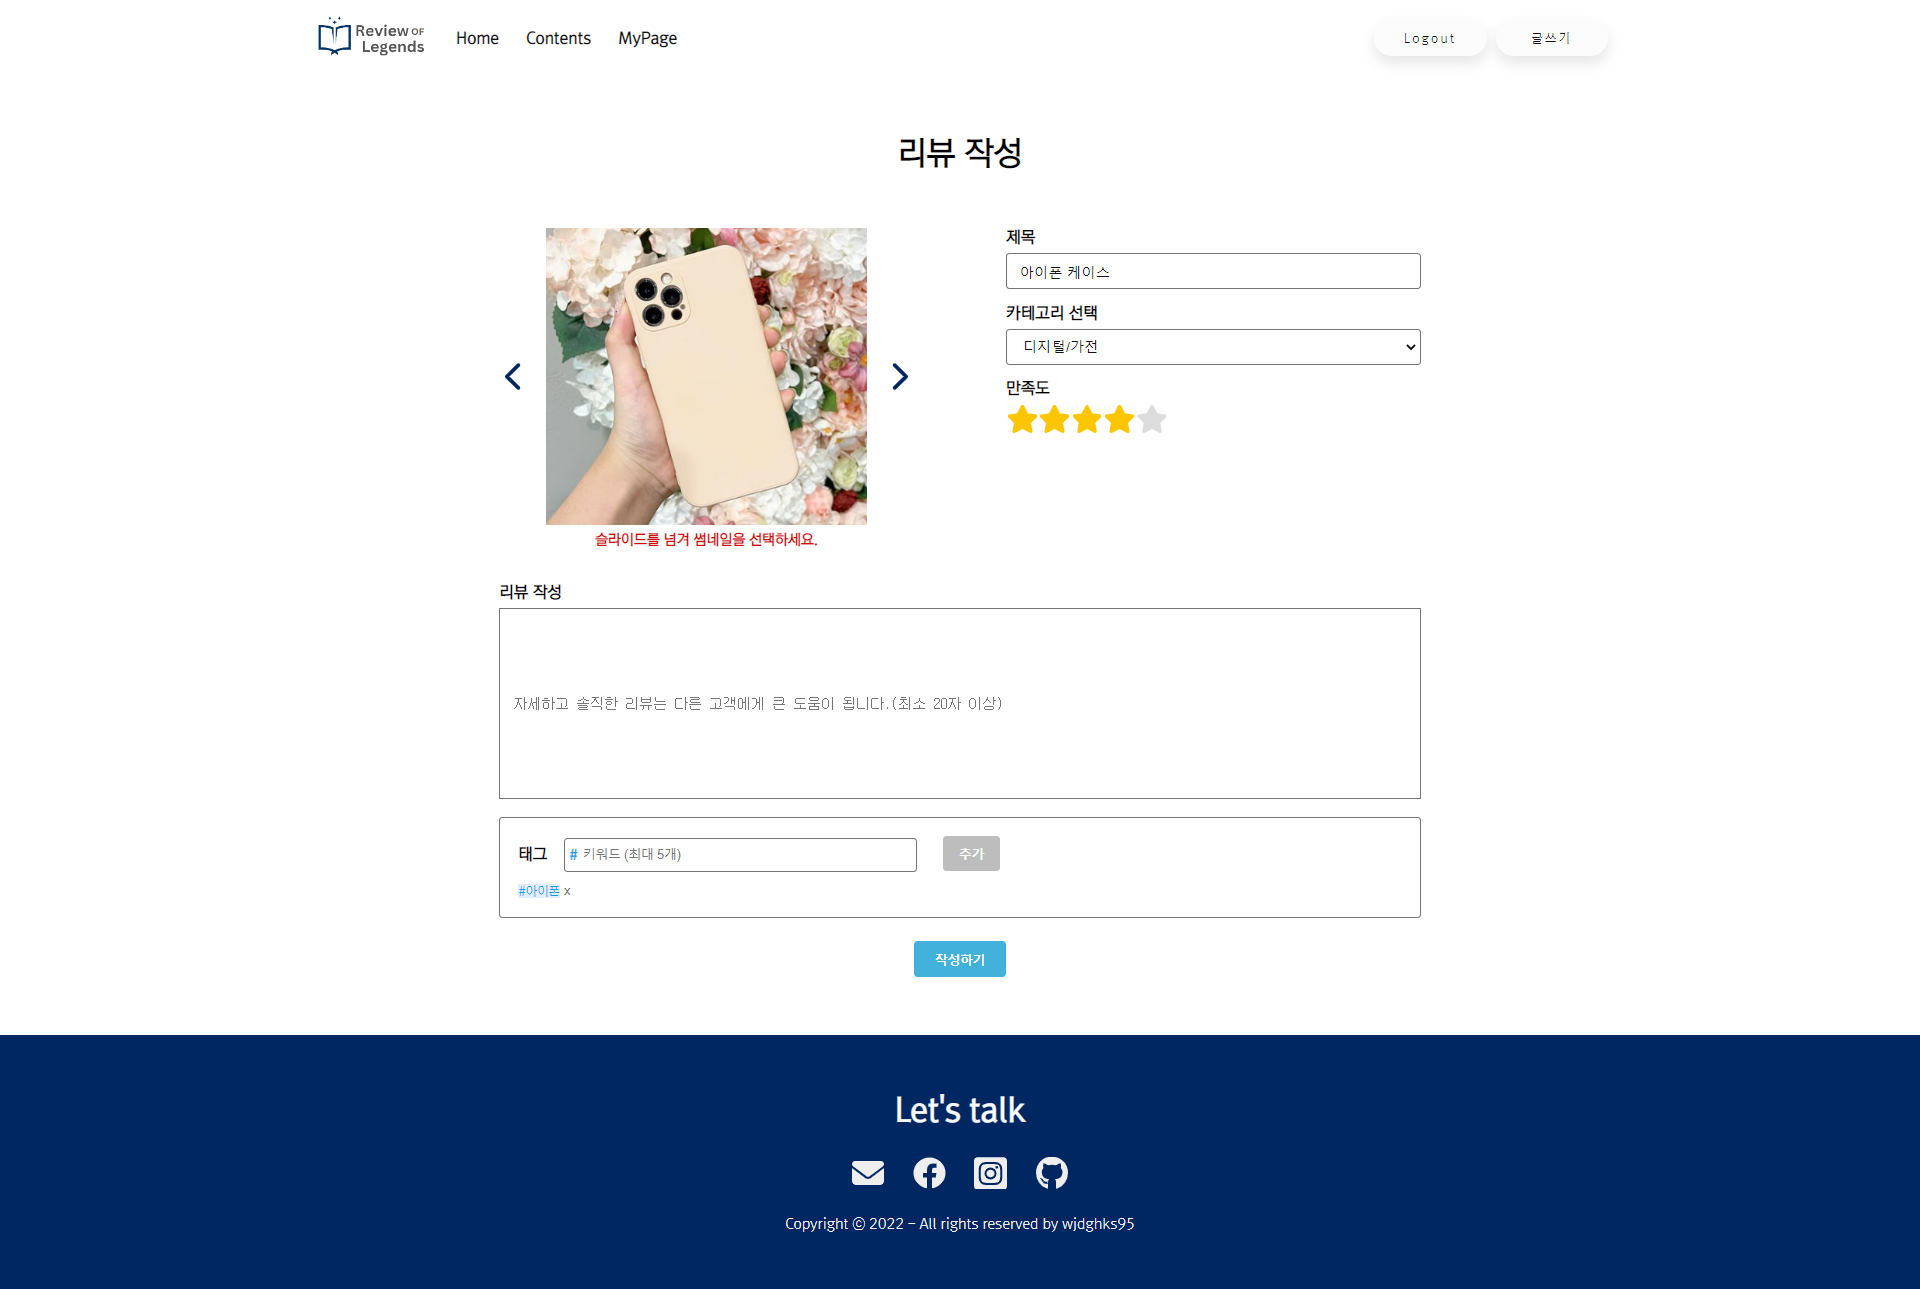 Review OF
Legends
Home
Contents
MyPage
Logout
글쓰기
리뷰 작성
슬라이드를 넘겨 썸네일을 선택하세요.
제목
아이폰 케이스
카테고리 선택
디지털/가전
만족도
리뷰 작성
자세하고 솔직한 리뷰는 다른 고객에게 큰 도움이 됩니다.(최소 20자 이상)
태그
# 키워드 (최대 5개)
추가
#아이폰 x
작성하기
Let's talk
Copyright ⓒ 2022 - All rights reserved by wjdghks95